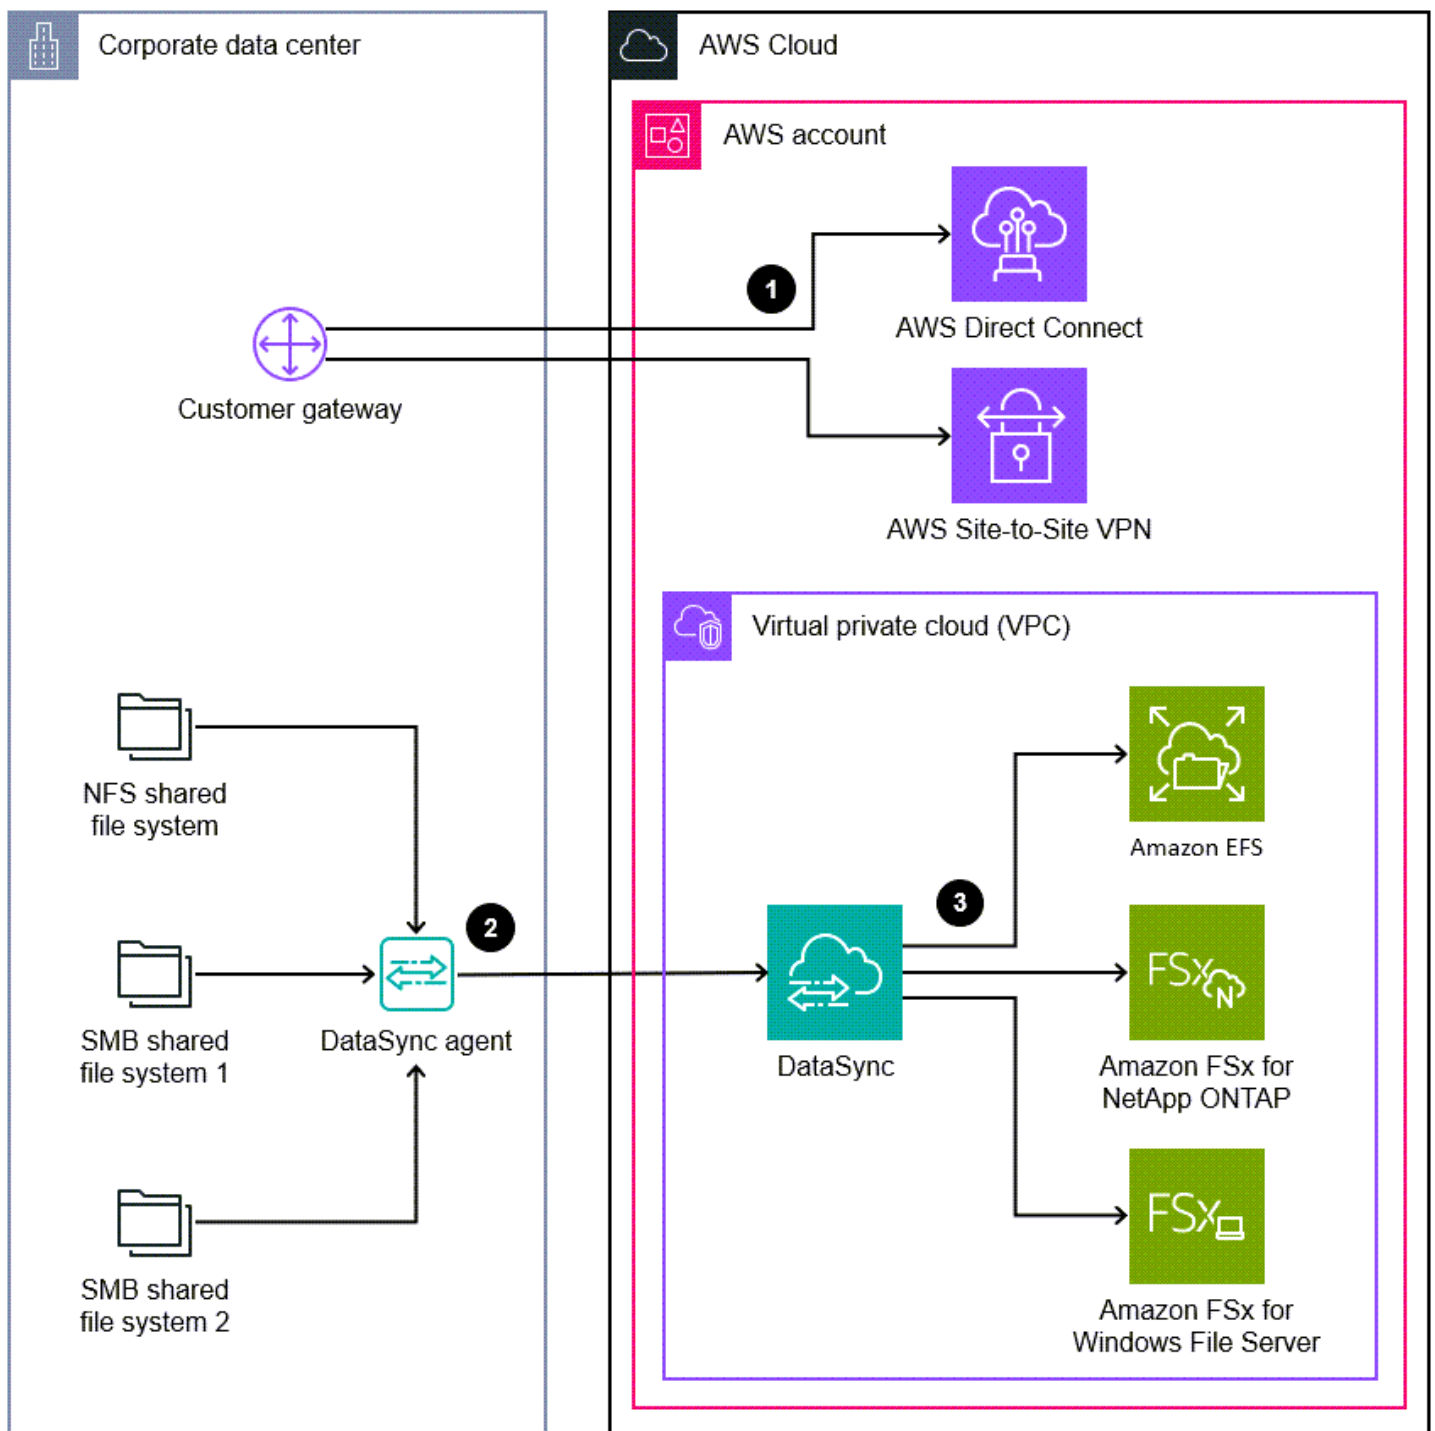 Corporate data center
AWS Cloud
AWS account
1
AWS Direct Connect
Customer gateway
AWS Site-to-Site VPN
Virtual private cloud (VPC)
NFS shared
file system
Amazon EFS
3
2
SMB shared
file system 1
DataSync agent
DataSync
FSx
N
Amazon FSx for
NetApp ONTAP
SMB shared
file system 2
FSx
Amazon FSx for
Windows File Server